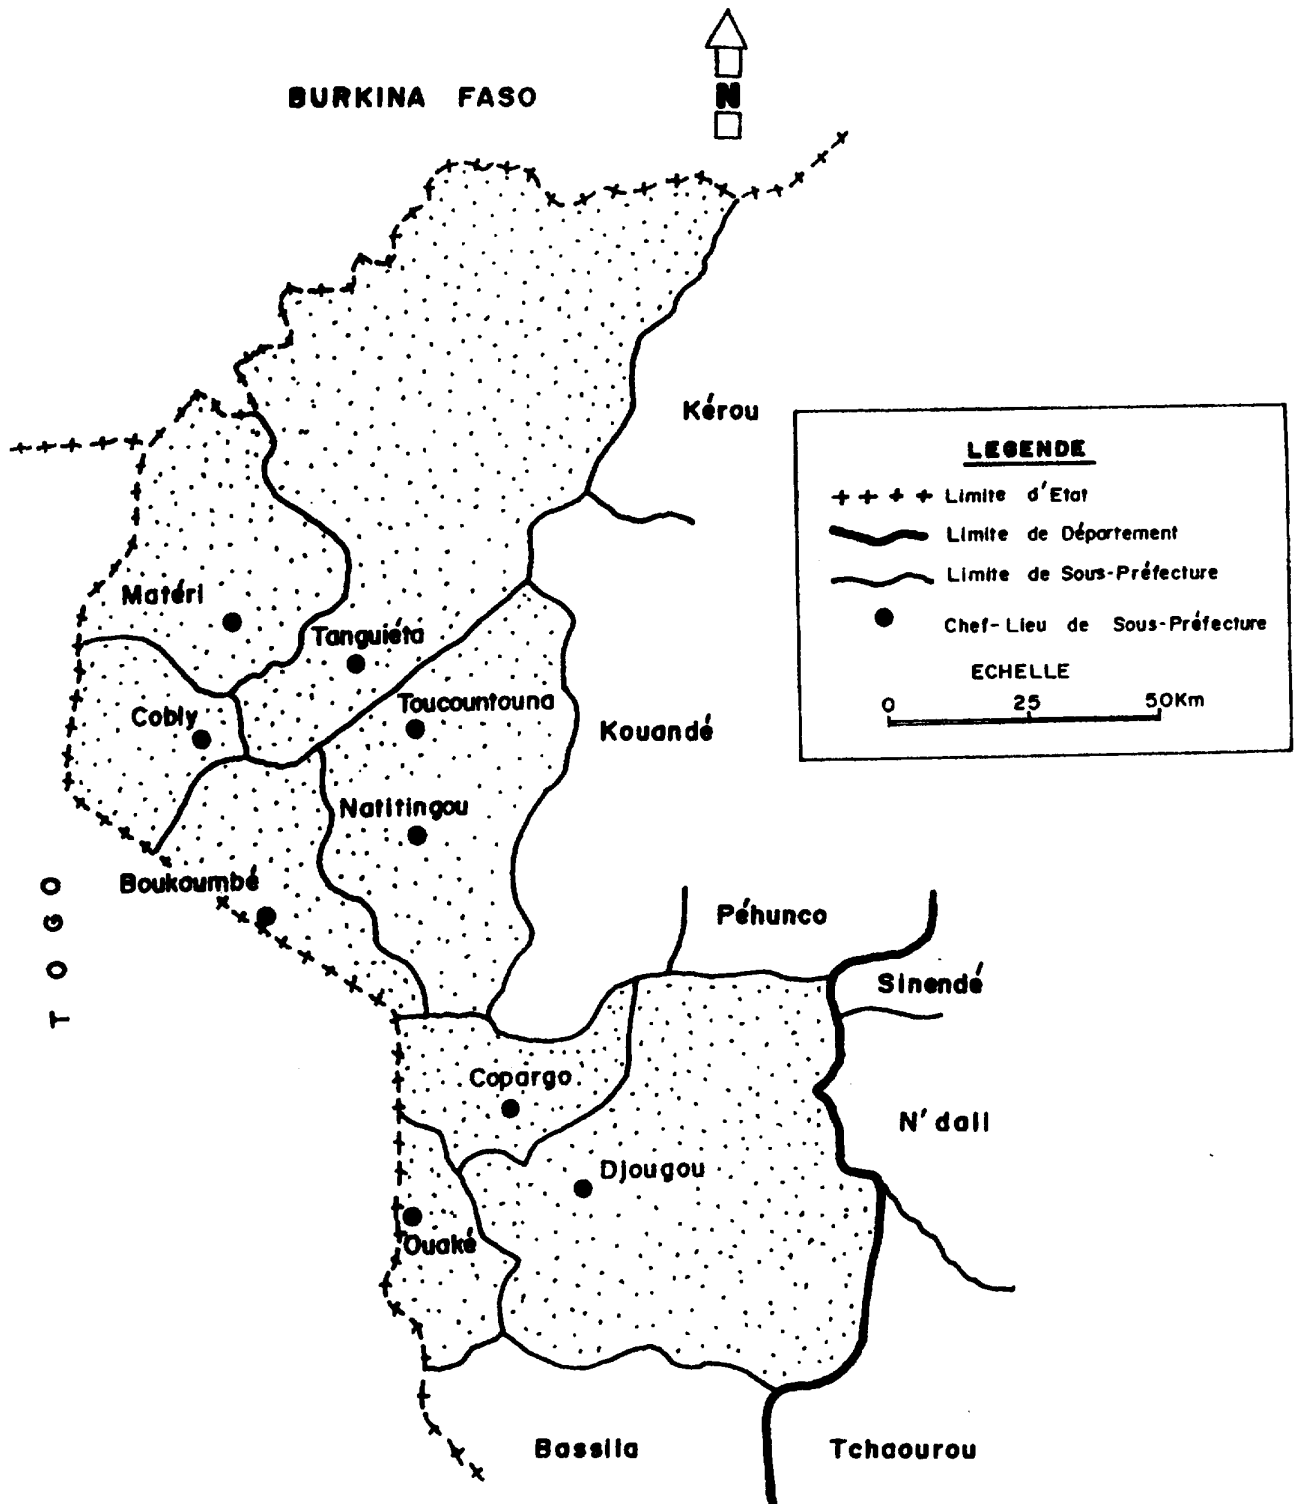 N
BURKINA FASO
Kérou
LEGENDE
Limite d'Etat
Limite de Département
Limite de Sous-Préfecture
Chef-Lieu de Sous-Préfecture
ECHELLE
0 25 50Km
Matéri
Tanguiéta
Cobly
Toucountouna
Kouandé
Natitingou
Boukoumbé
TOGO
Péhunco
Sinendé
Copargo
N'dali
Djougou
Ouaké
Bassila
Tchaourou